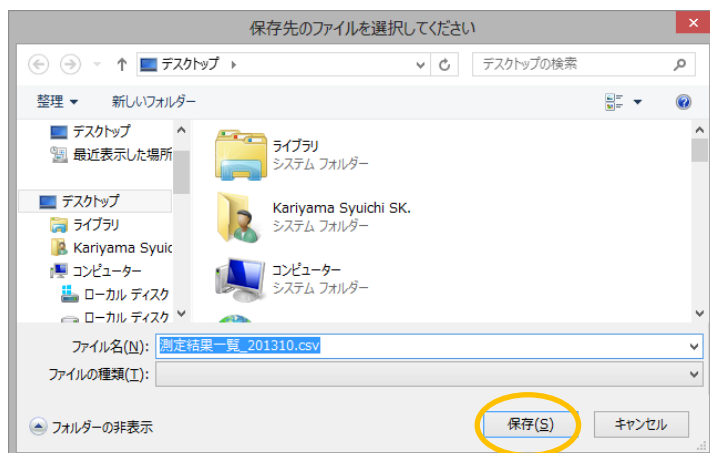 保存先のファイルを選択してください
デスクトップ
デスクトップの検索
整理
新しいフォルダー
デスクトップ
最近表示した場所
デスクトップ
ライブラリ
Kariyama Syuic
コンピューター
ローカル ディスク
ローカル ディスク
ライブラリ
システム フォルダー
Kariyama Syuichi SK.
システム フォルダー
コンピューター
システム フォルダー
ファイル名(N): 測定結果一覧_201310.csv
ファイルの種類(T):
フォルダーの非表示
保存(S)
キャンセル